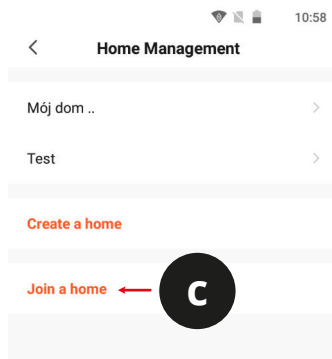 10:58
Home Management
Mój dom ..
Test
Create a home
Join a home
C